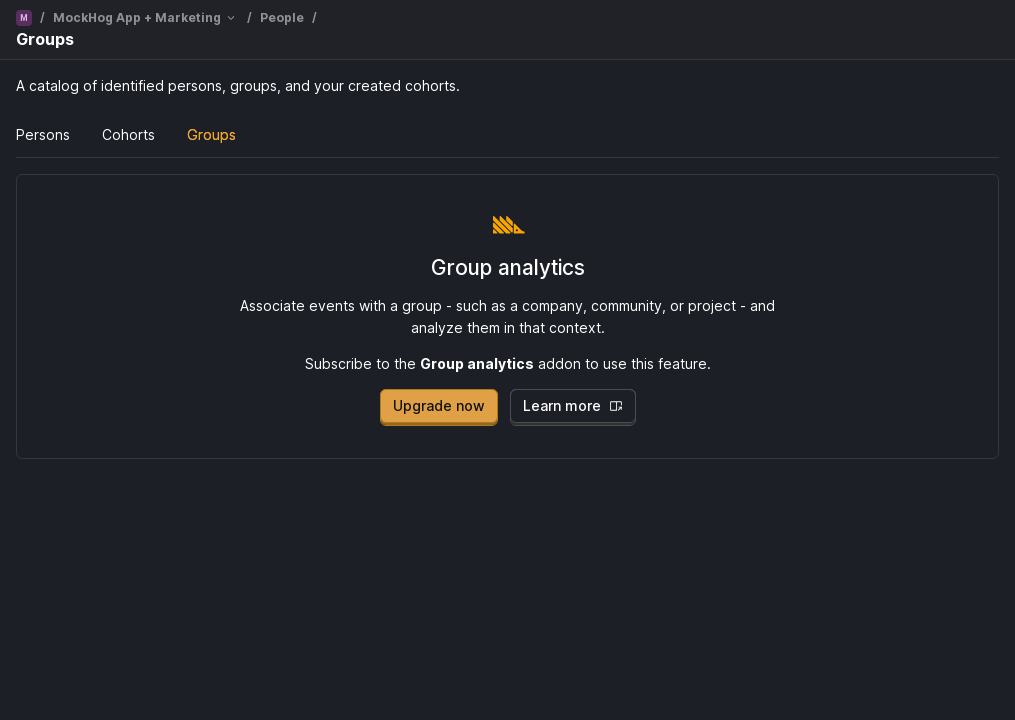 M / MockHog App + Marketing / People /
Groups
A catalog of identified persons, groups, and your created cohorts.
Persons Cohorts Groups
Group analytics
Associate events with a group - such as a company, community, or project - and
analyze them in that context.
Subscribe to the Group analytics addon to use this feature.
Upgrade now Learn more